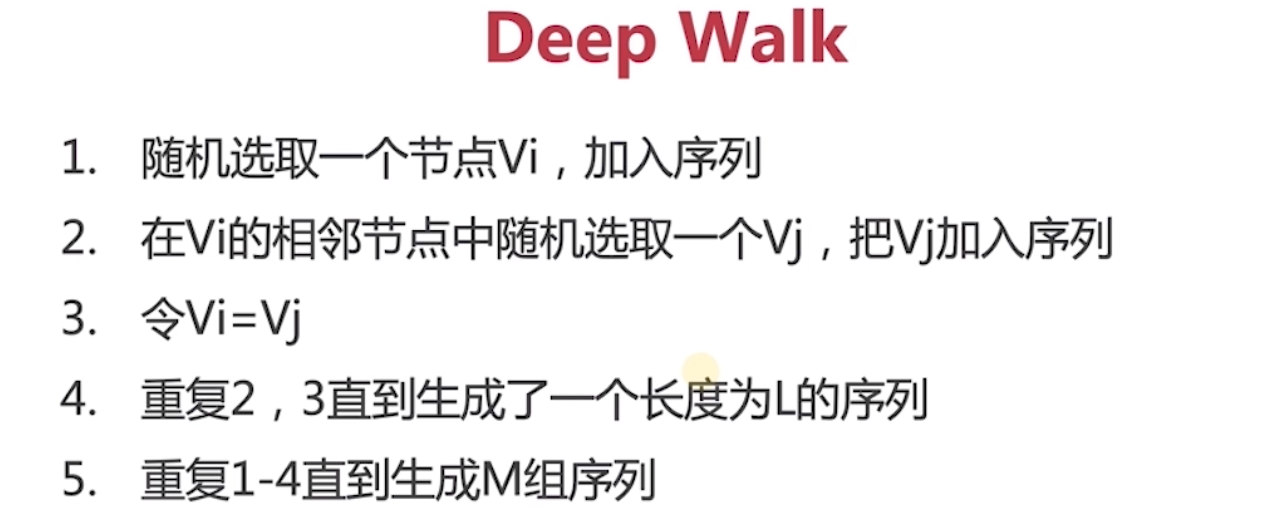 Deep Walk
1. 随机选取一个节点Vi，加入序列
2. 在Vi的相邻节点中随机选取一个Vj，把Vj加入序列
3. 令Vi=Vj
4. 重复2，3直到生成了一个长度为L的序列
5. 重复1-4直到生成M组序列